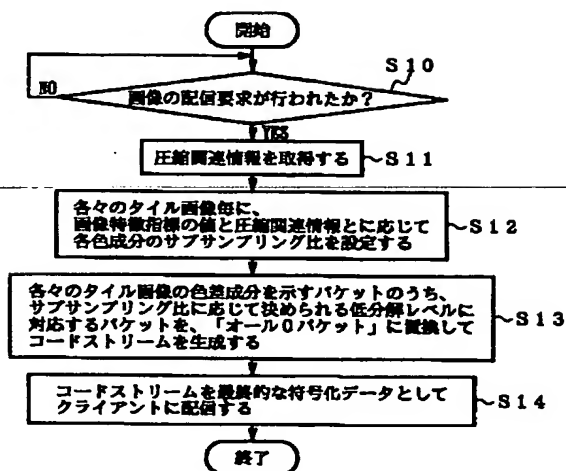 開始
S10
NO
画像の配信要求が行われたか？
YES
圧縮関連情報を取得する
S11
各々のタイル画像毎に、
画像特徴指標の値と圧縮関連情報とに応じて
各色成分のサブサンプリング比を設定する
S12
各々のタイル画像の色差成分を示すパケットのうち、
サブサンプリング比に応じて決められる低分解レベルに
対応するパケットを、「オール０パケット」に置換して
コードストリームを生成する
S13
コードストリームを最終的な符号化データとして
クライアントに配信する
S14
終了